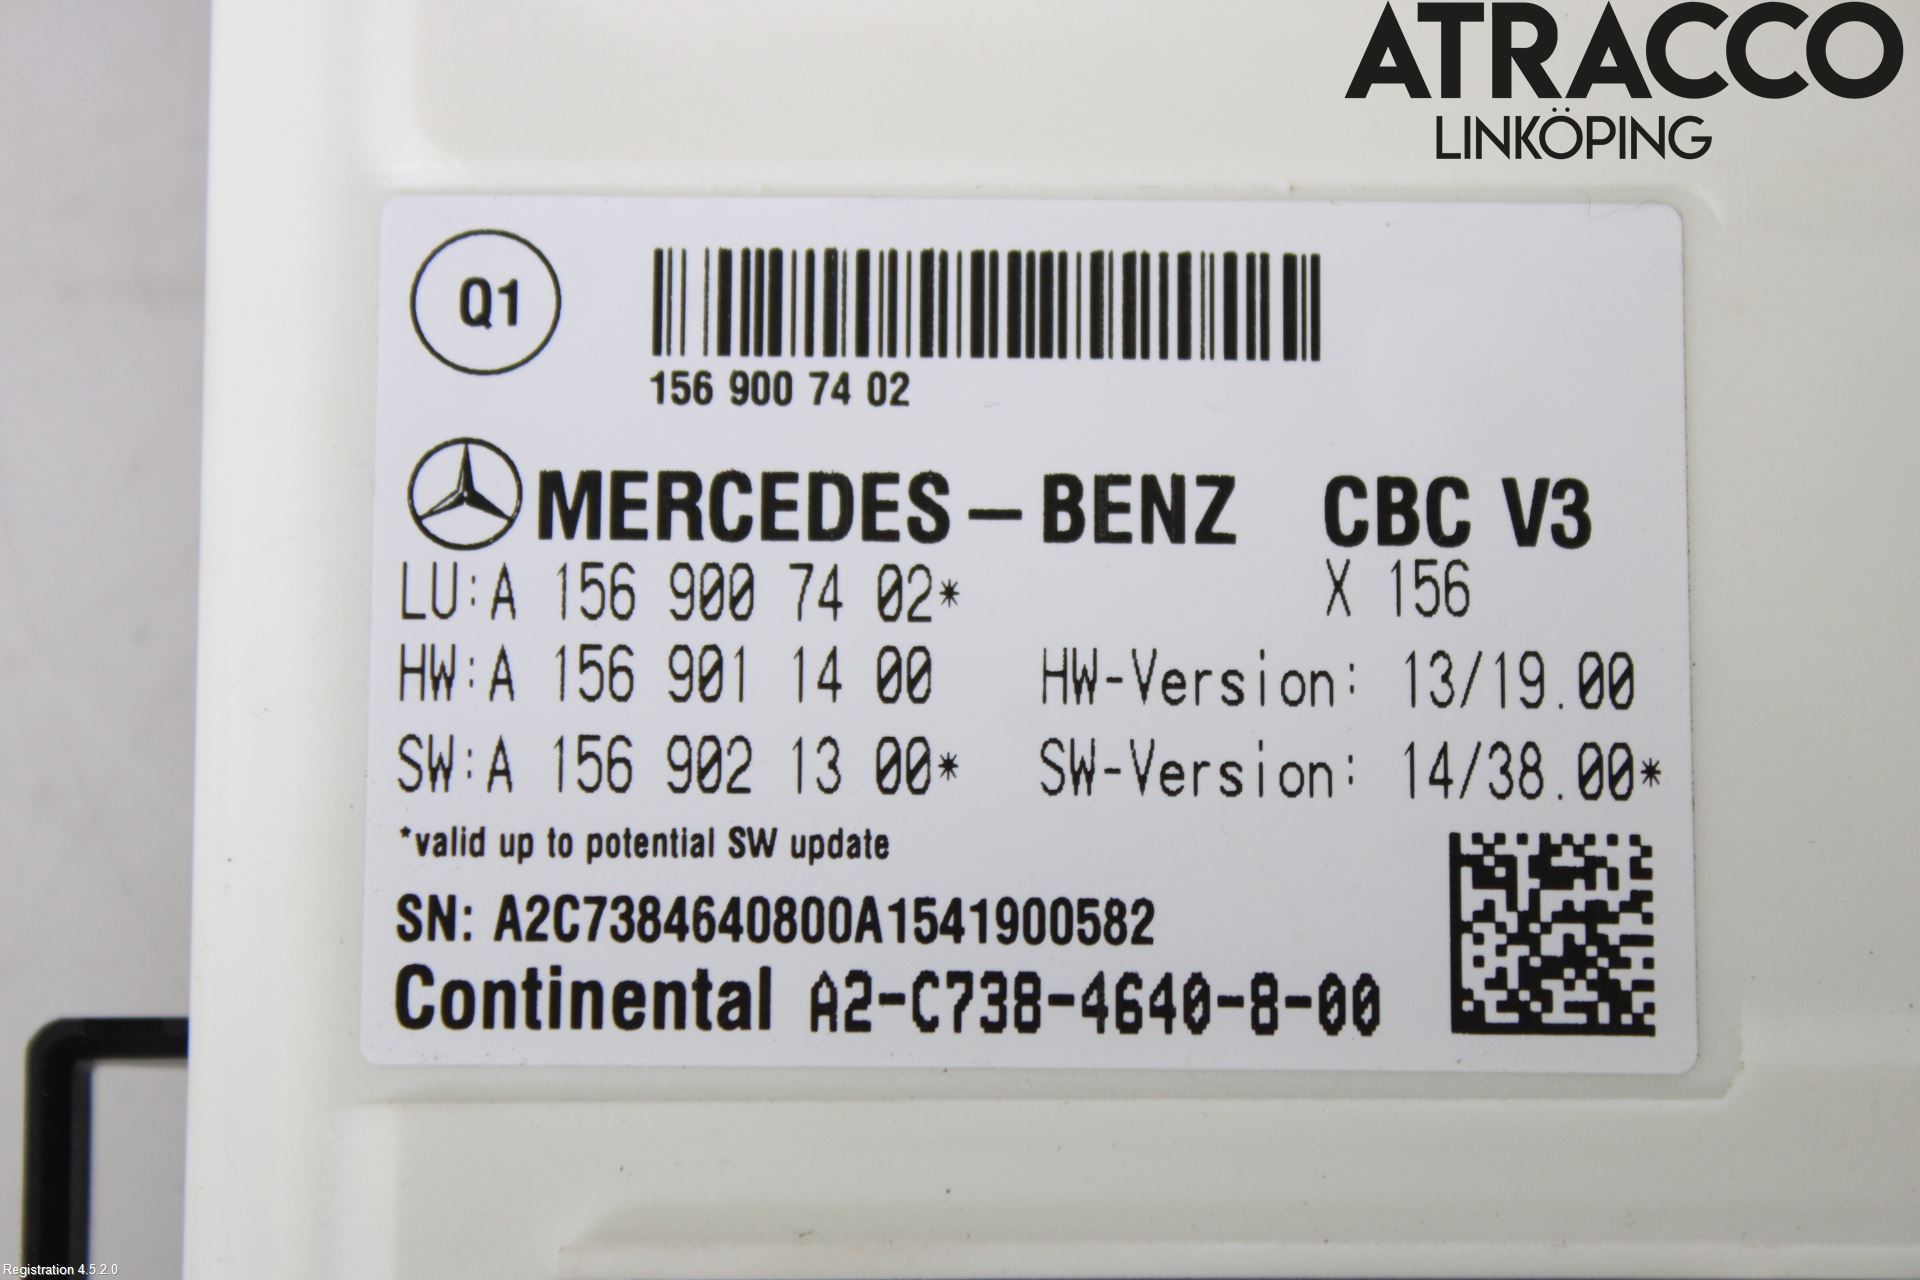 ATRACCO
LINKÖPING
Q1
156 900 74 02
MERCEDES-BENZ CBC V3
LU:A 156 900 74 02* X 156
HW:A 156 901 14 00 HW-Version: 13/19.00
SW:A 156 902 13 00* SW-Version: 14/38.00*
*valid up to potential SW update
SN: A2C7384640800A1541900582
Continental A2-C738-4640-8-00
Registration 4.5.2.0